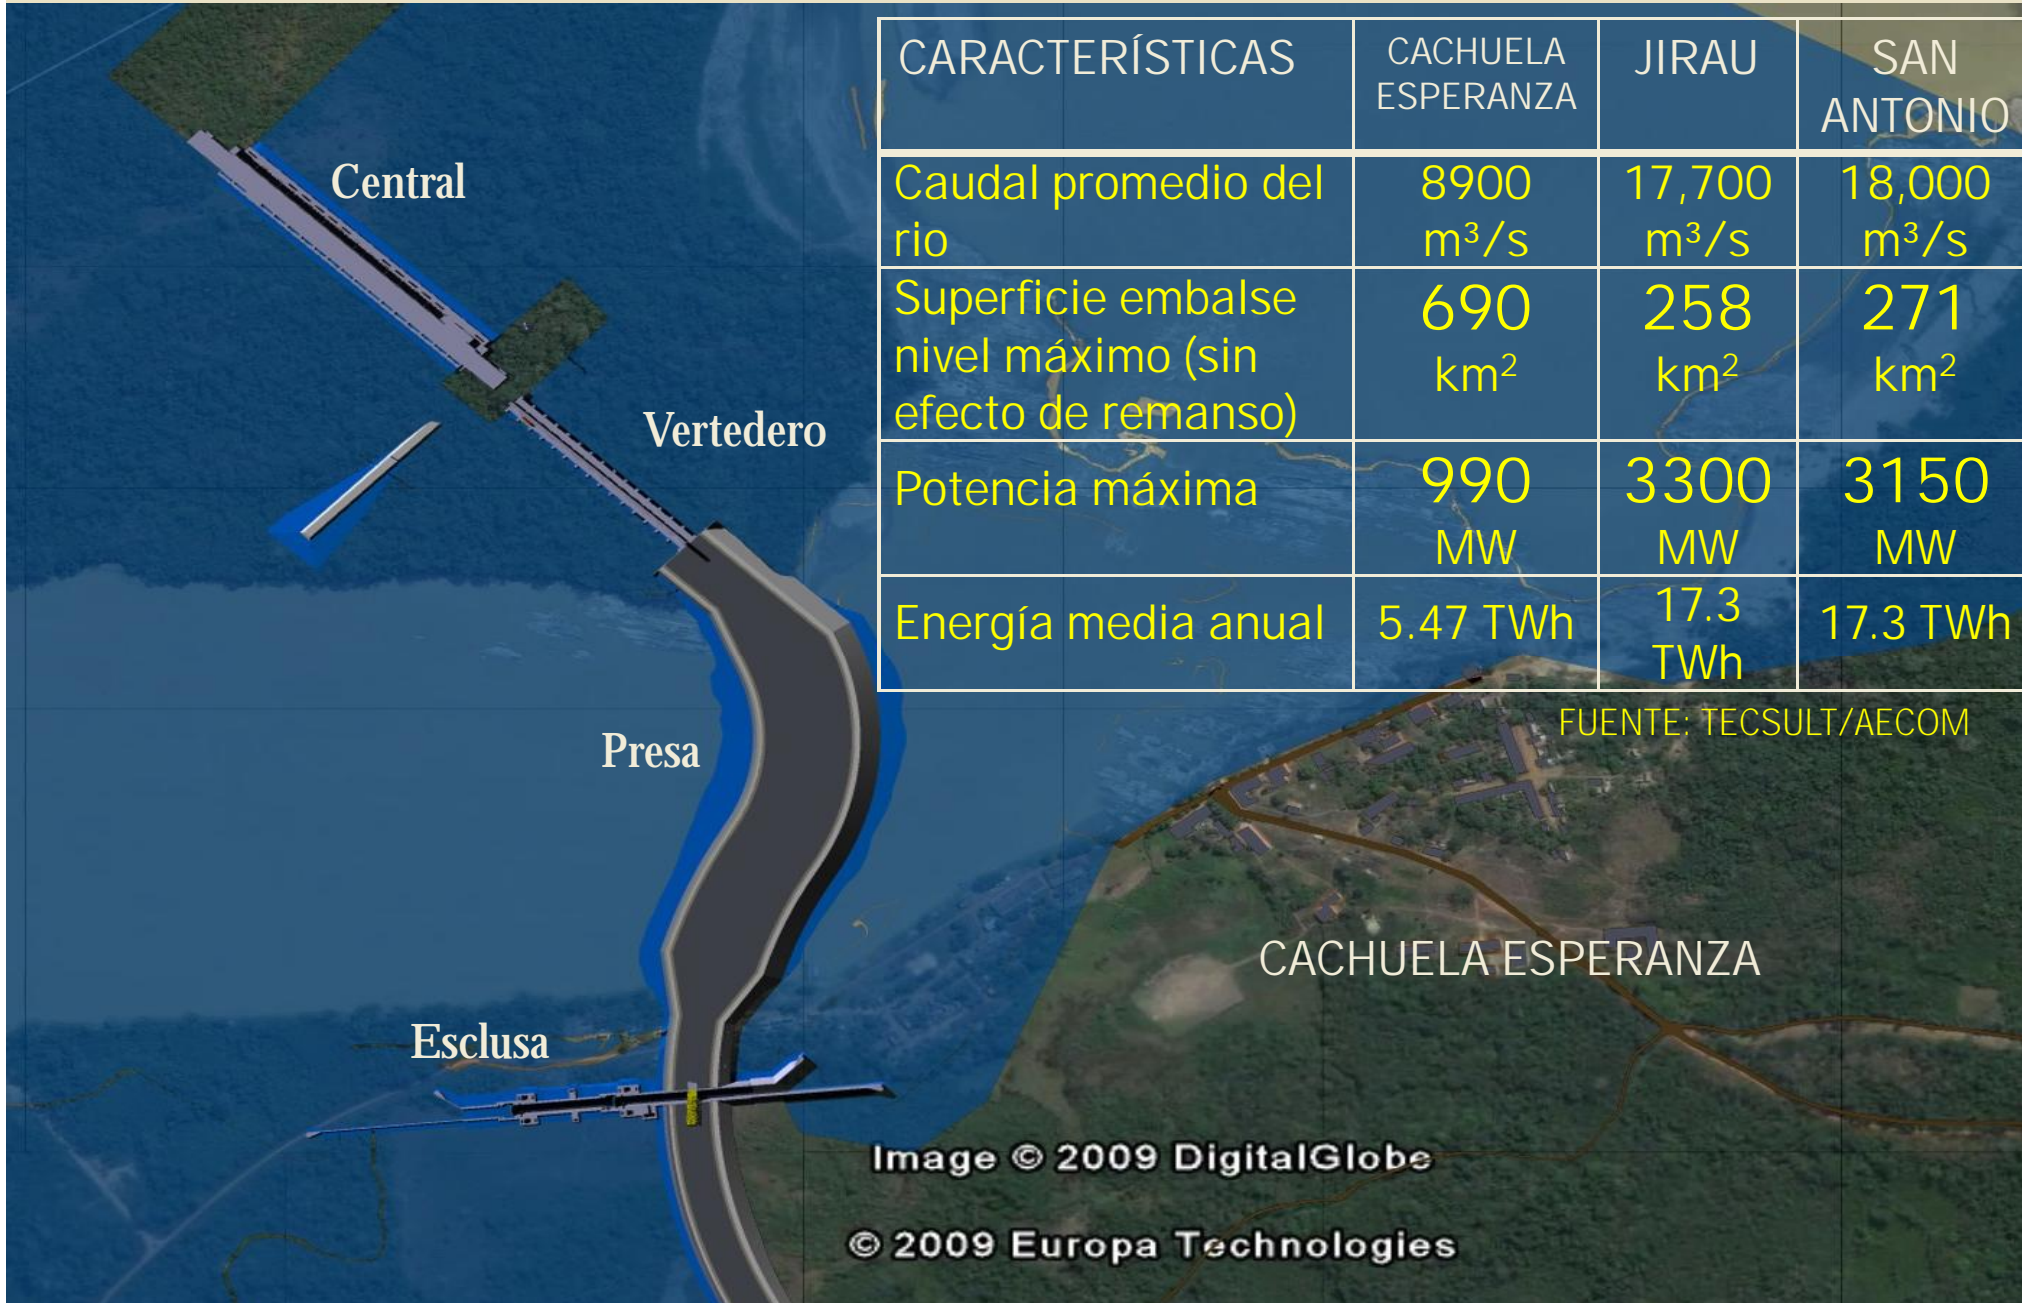 CARACTERÍSTICAS
CACHUELA
ESPERANZA
JIRAU
SAN
ANTONIO
Caudal promedio del
rio
8900
m³/s
17,700
m³/s
18,000
m³/s
Superficie embalse
nivel máximo (sin
efecto de remanso)
690
km²
258
km²
271
km²
Potencia máxima
990
MW
3300
MW
3150
MW
Energía media anual
5.47 TWh
17.3
TWh
17.3 TWh
FUENTE: TECSULT/AECOM
Central
Vertedero
Presa
Esclusa
CACHUELA ESPERANZA
Image © 2009 DigitalGlobe
© 2009 Europa Technologies